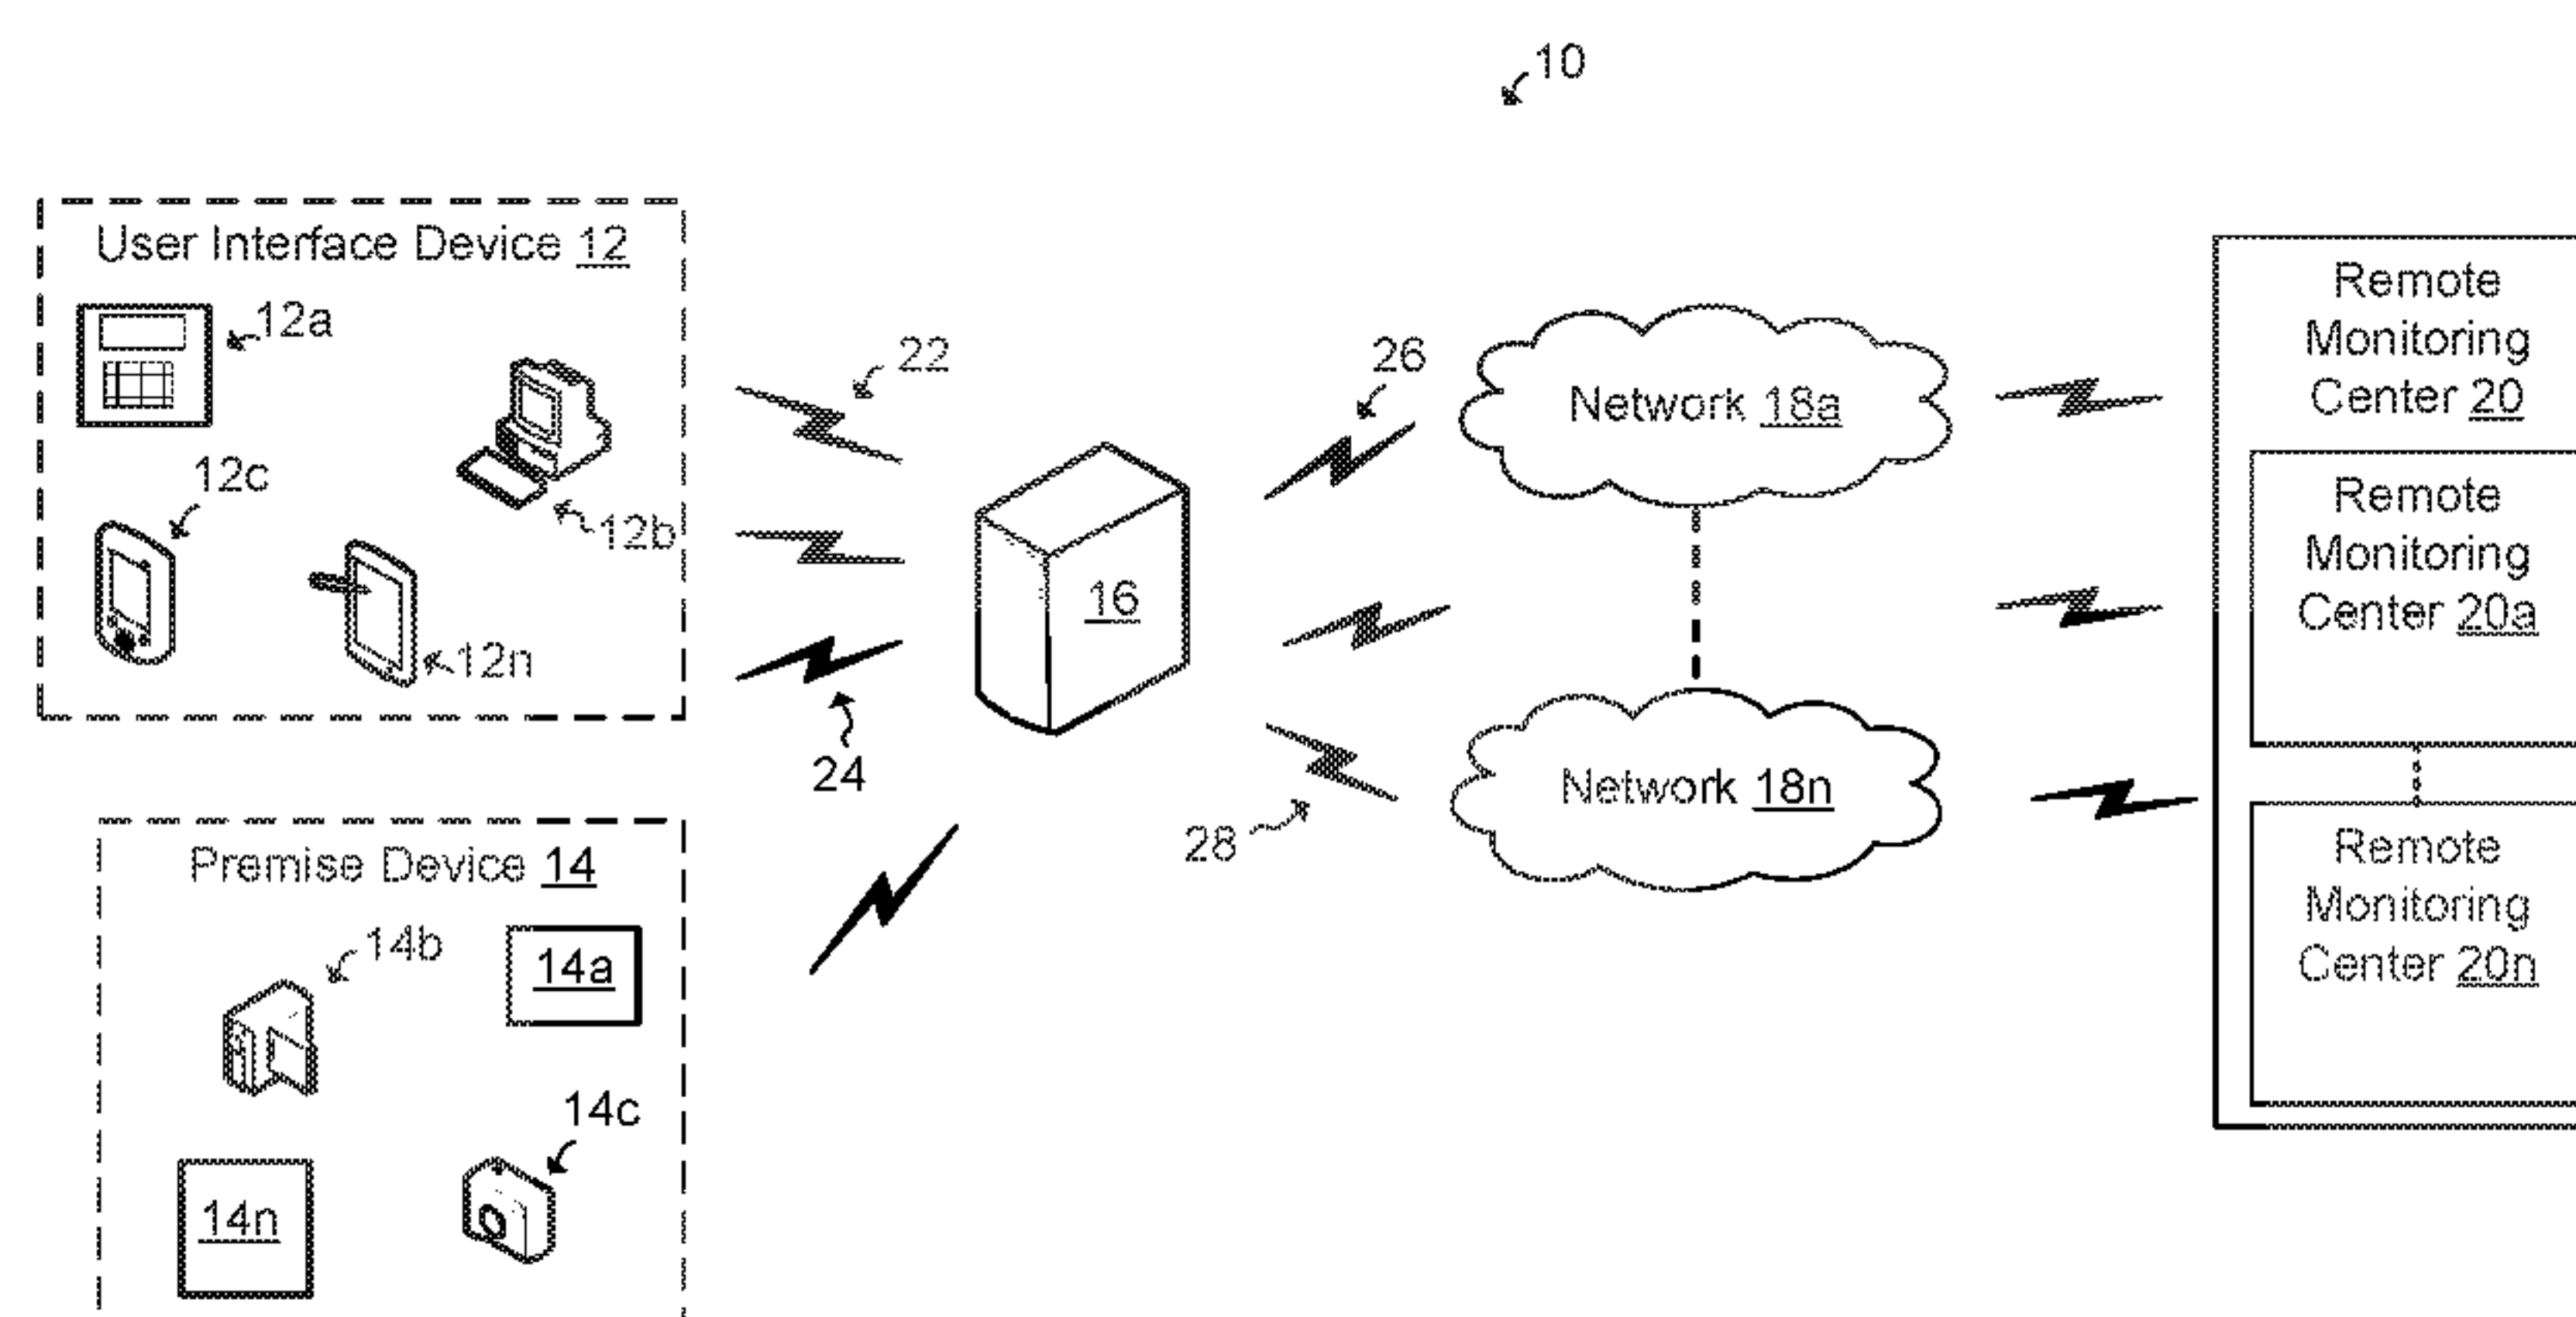 10
User Interface Device 12
12a
12c
12b
12n
22
24
Premise Device 14
14b
14a
14c
14n
16
26
28
Network 18a
Network 18n
Remote
Monitoring
Center 20
Remote
Monitoring
Center 20a
Remote
Monitoring
Center 20n